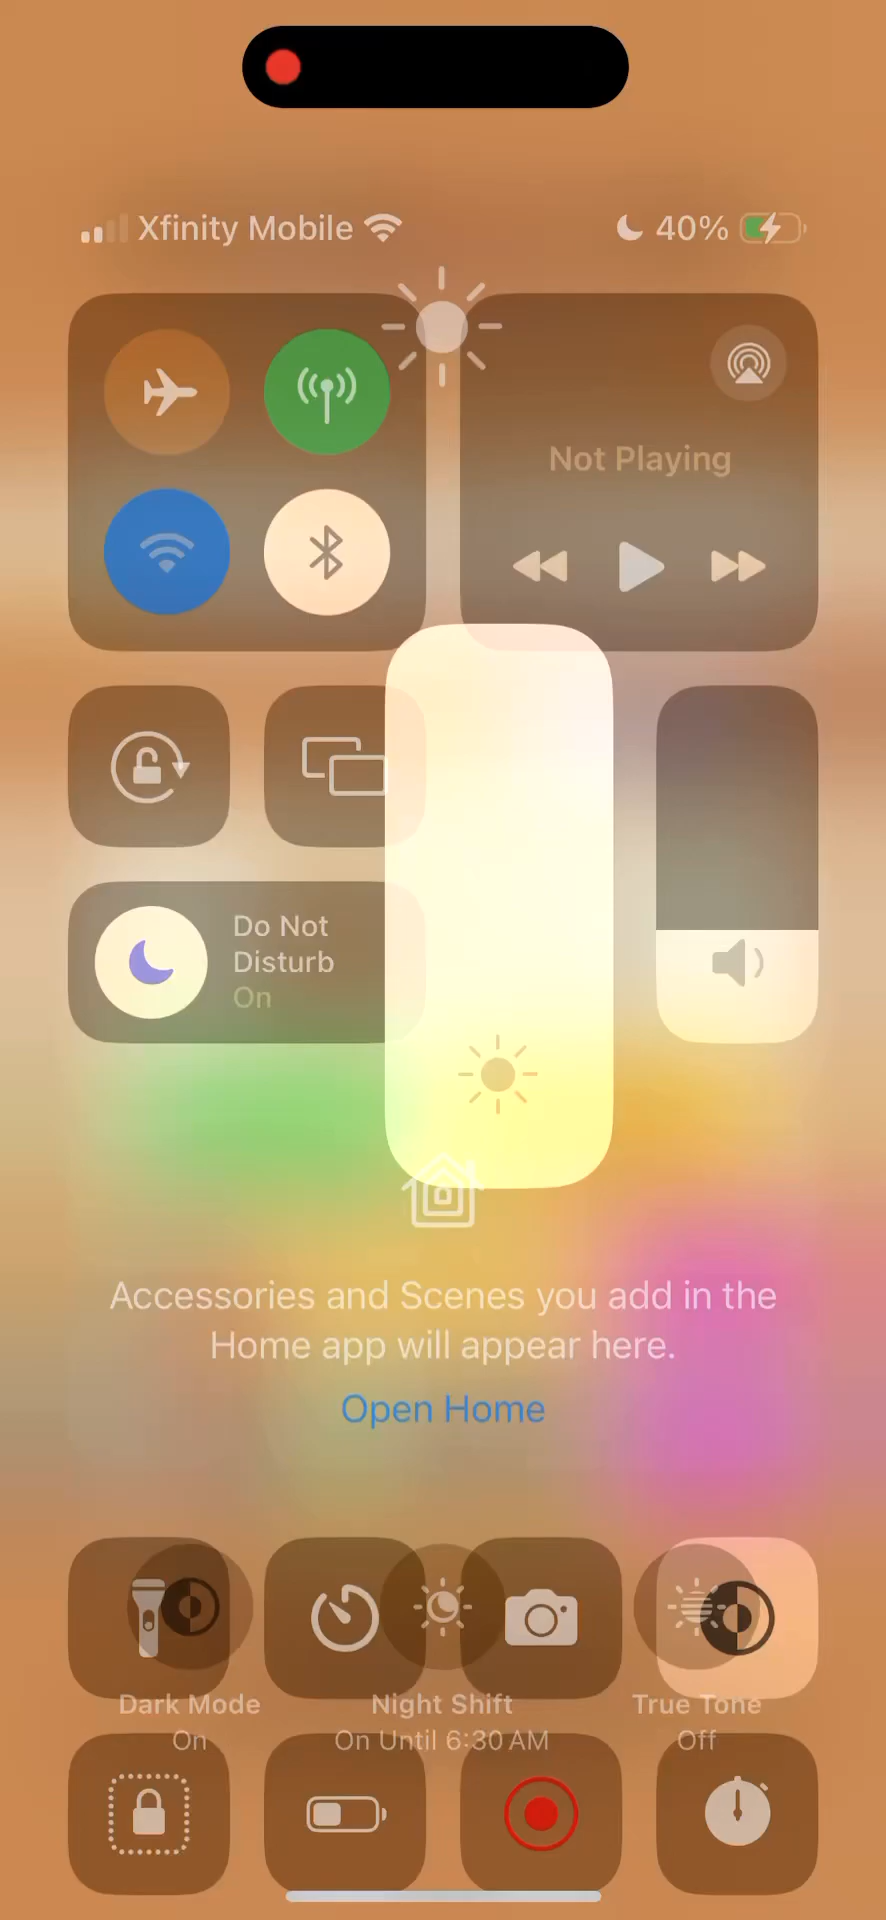 Xfinity Mobile 40%
Not Playing
Do Not
Disturb
On
Accessories and Scenes you add in the
Home app will appear here.
Open Home
Dark Mode Night Shift True Tone
On On Until 6:30 AM Off